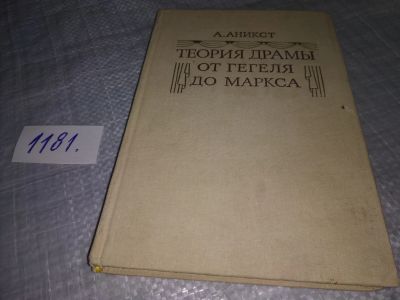 А. АНИКСТ
ТЕОРИЯ ДРАМЫ
ОТ ГЕГЕЛЯ
ДО МАРКСА
1181.